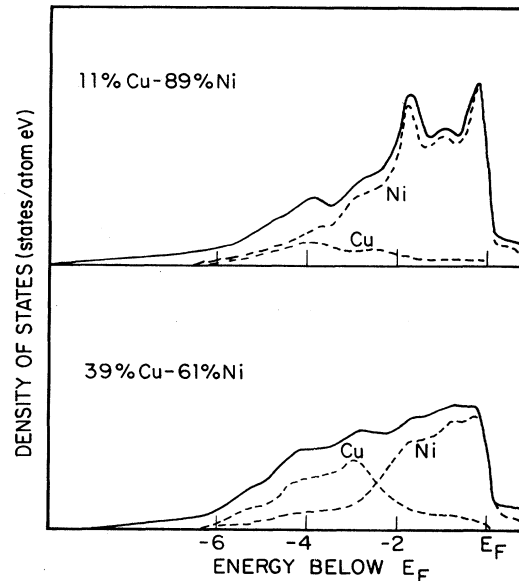 DENSITY OF STATES (states/atom eV)
11% Cu-89% Ni
Ni
Cu
39% Cu-61% Ni
Cu
Ni
-6 -4 -2 E_F
ENERGY BELOW E_F